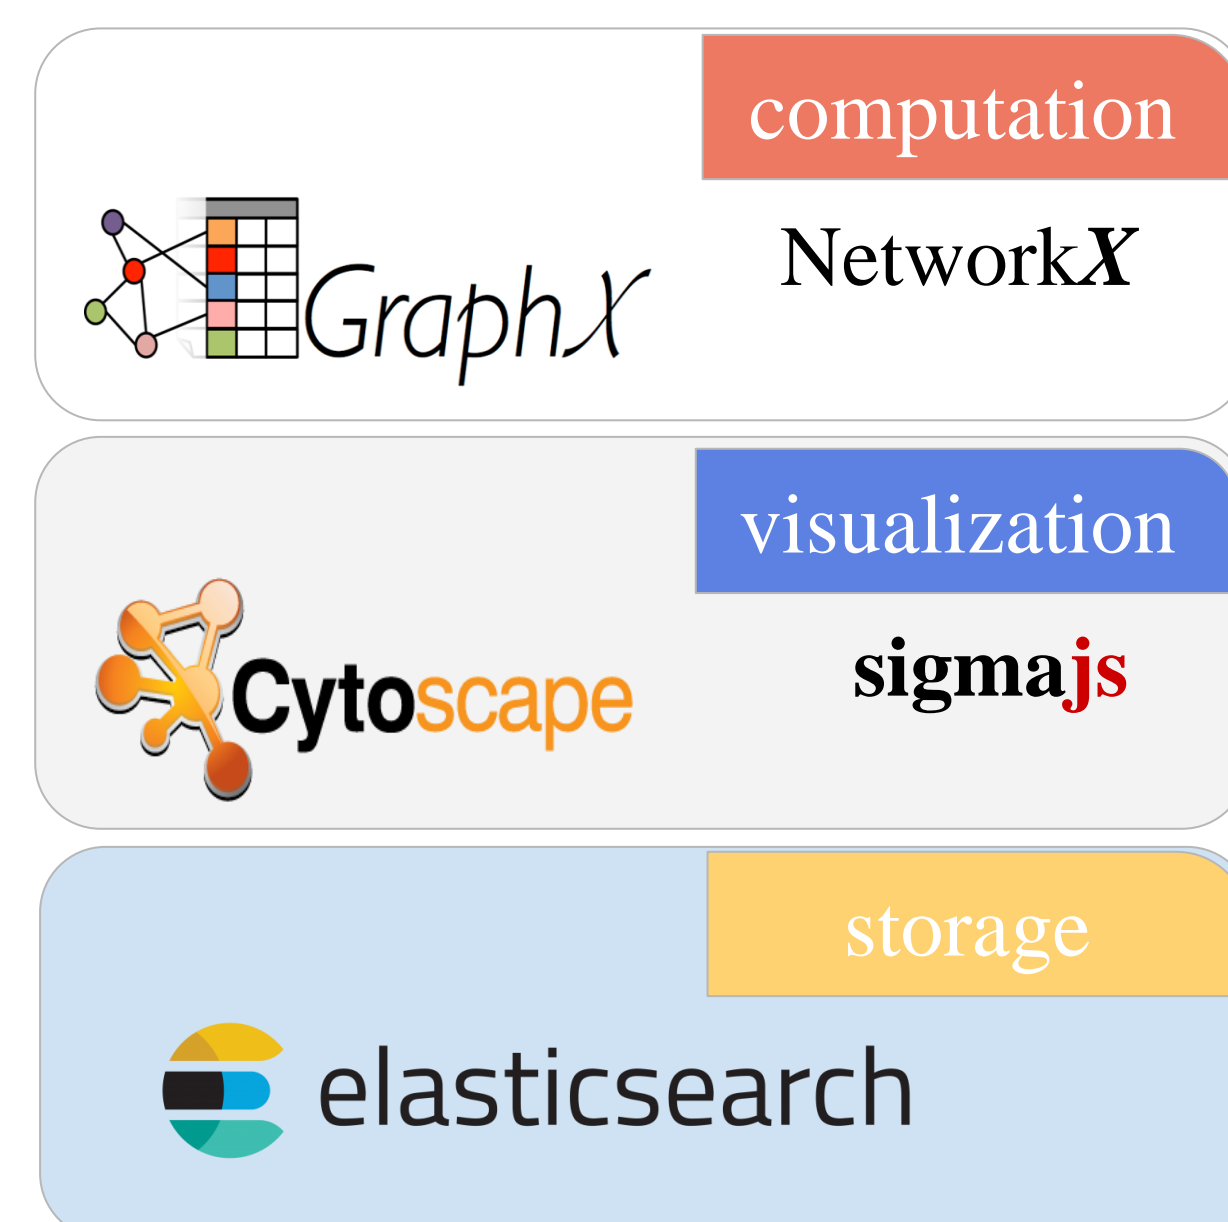 computation
GraphX
NetworkX
visualization
Cytoscape
sigmajs
storage
elasticsearch